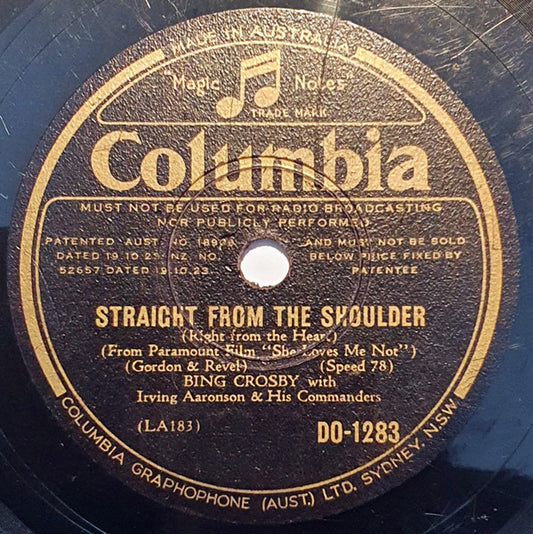 MADE IN AUSTRALIA
"Magic Notes"
TRADE MARK
Columbia
MUST NOT BE USED FOR RADIO BROADCASTING
NOR PUBLICLY PERFORMED
PATENTED AUST. NO. AND MUST NOT BE SOLD
DATED 19.10.23 NZ. NO. BELOW PRICE FIXED BY
52657 DATED 19.10.23. PATENTEE
STRAIGHT FROM THE SHOULDER
(Right from the Heart)
(From Paramount Film "She Loves Me Not")
(Gordon & Revel) (Speed 78)
BING CROSBY with
Irving Aaronson & His Commanders
(LA183) DO-1283
COLUMBIA GRAPHOPHONE (AUST.) LTD. SYDNEY, NSW.